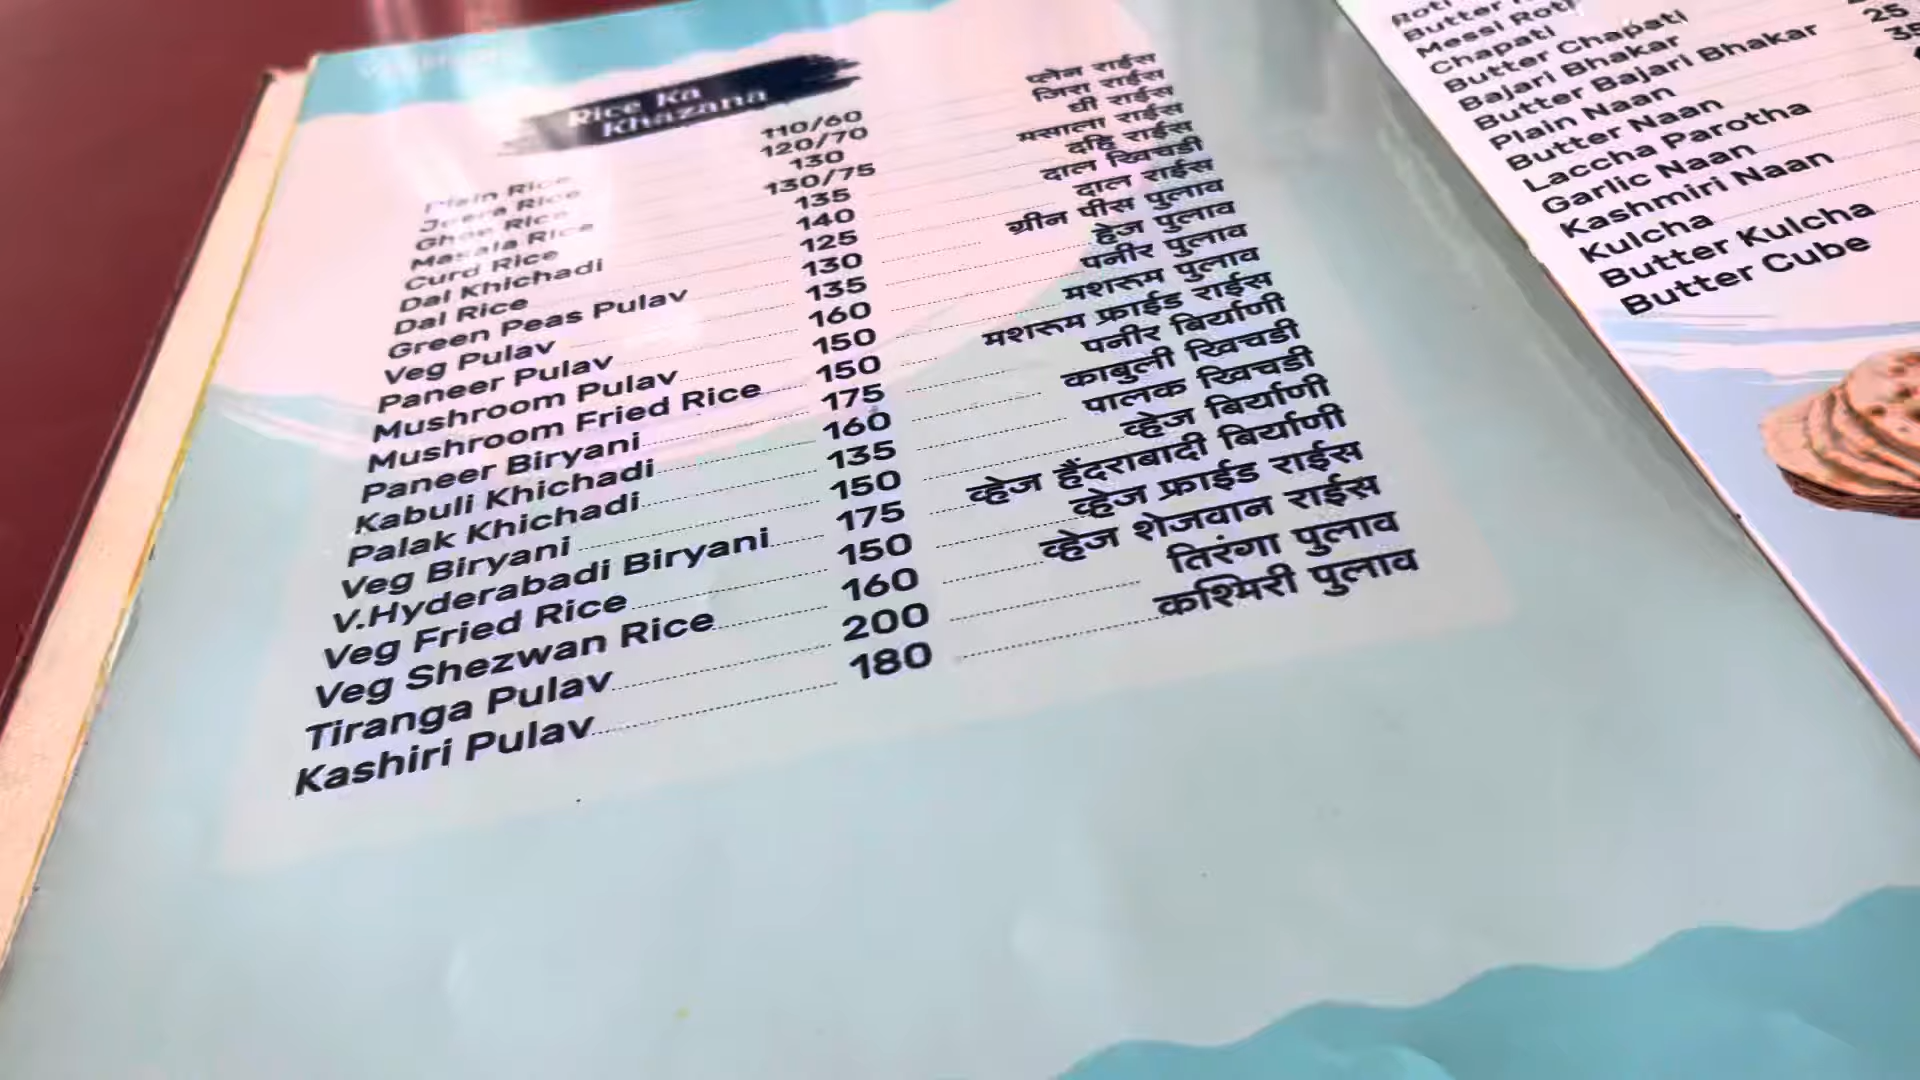 Rice Ka
Khazana
Plain Rice 110/60 प्लेन राईस
Jeera Rice 120/70 जिरा राईस
Ghee Rice 130 घी राईस
Masala Rice 130/75 मसाला राईस
Curd Rice 135 दहि राईस
Dal Khichadi 140 दाल खिचडी
Dal Rice 125 दाल राईस
Green Peas Pulav 130 ग्रीन पीस पुलाव
Veg Pulav 135 व्हेज पुलाव
Paneer Pulav 160 पनीर पुलाव
Mushroom Pulav 150 मशरूम पुलाव
Mushroom Fried Rice 150 मशरूम फ्राईड राईस
Paneer Biryani 175 पनीर बिर्याणी
Kabuli Khichadi 160 काबुली खिचडी
Palak Khichadi 135 पालक खिचडी
Veg Biryani 150 व्हेज बिर्याणी
V.Hyderabadi Biryani 175 व्हेज हैंदराबादी बिर्याणी
Veg Fried Rice 150 व्हेज फ्राईड राईस
Veg Shezwan Rice 160 व्हेज शेजवान राईस
Tiranga Pulav 200 तिरंगा पुलाव
Kashiri Pulav 180 कश्मिरी पुलाव
Roti
Butter
Messi Roti
Chapati
Butter Chapati 25
Bajari Bhakar 35
Butter Bajari Bhakar
Plain Naan
Butter Naan
Laccha Parotha
Garlic Naan
Kashmiri Naan
Kulcha
Butter Kulcha
Butter Cube